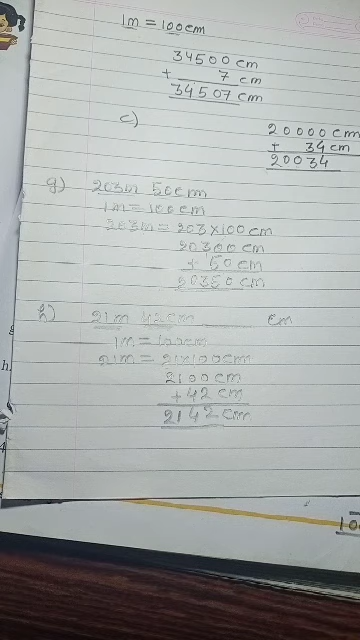 1m = 100cm
34500 cm
+ 7 cm
34507 cm
c)
20000 cm
+ 34 cm
20034
g) 203m 50cm
1m = 100cm
203m = 203 x 100 cm
20300 cm
+ 50 cm
20350 cm
h) 21m 42cm cm
1m = 100cm
21m = 21x100cm
2100 cm
+ 42 cm
2142 cm
h.